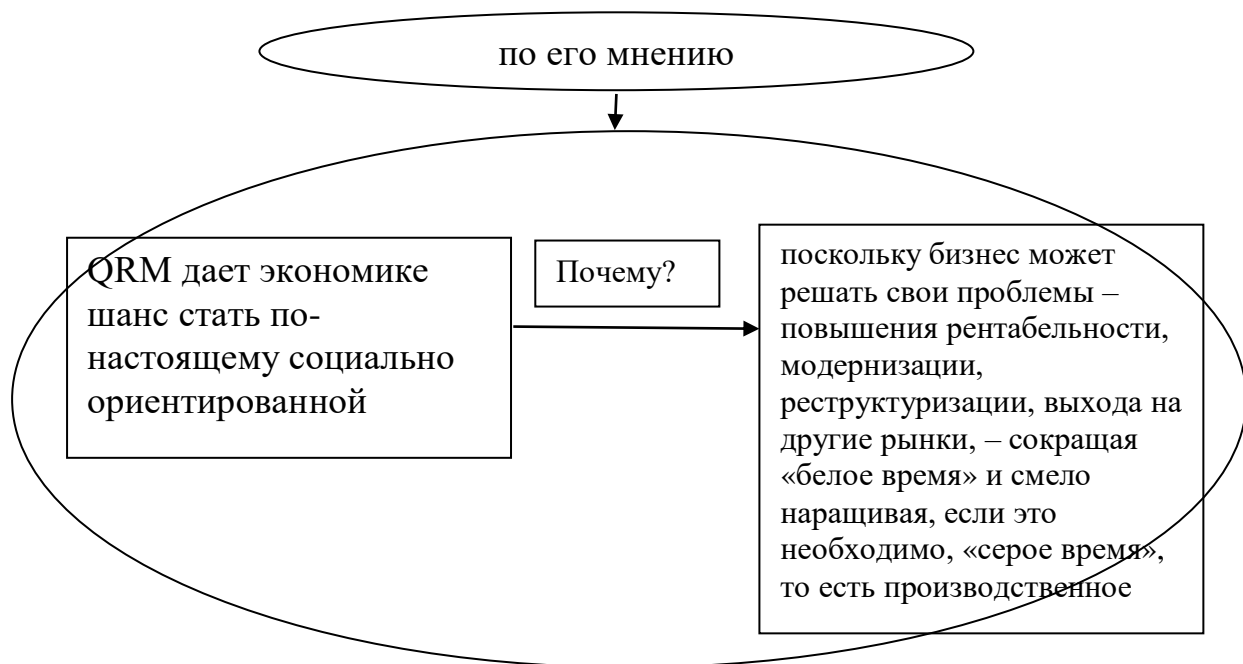 по его мнению
QRM дает экономике
шанс стать по-
настоящему социально
ориентированной
Почему?
поскольку бизнес может
решать свои проблемы –
повышения рентабельности,
модернизации,
реструктуризации, выхода на
другие рынки, – сокращая
«белое время» и смело
наращивая, если это
необходимо, «серое время»,
то есть производственное